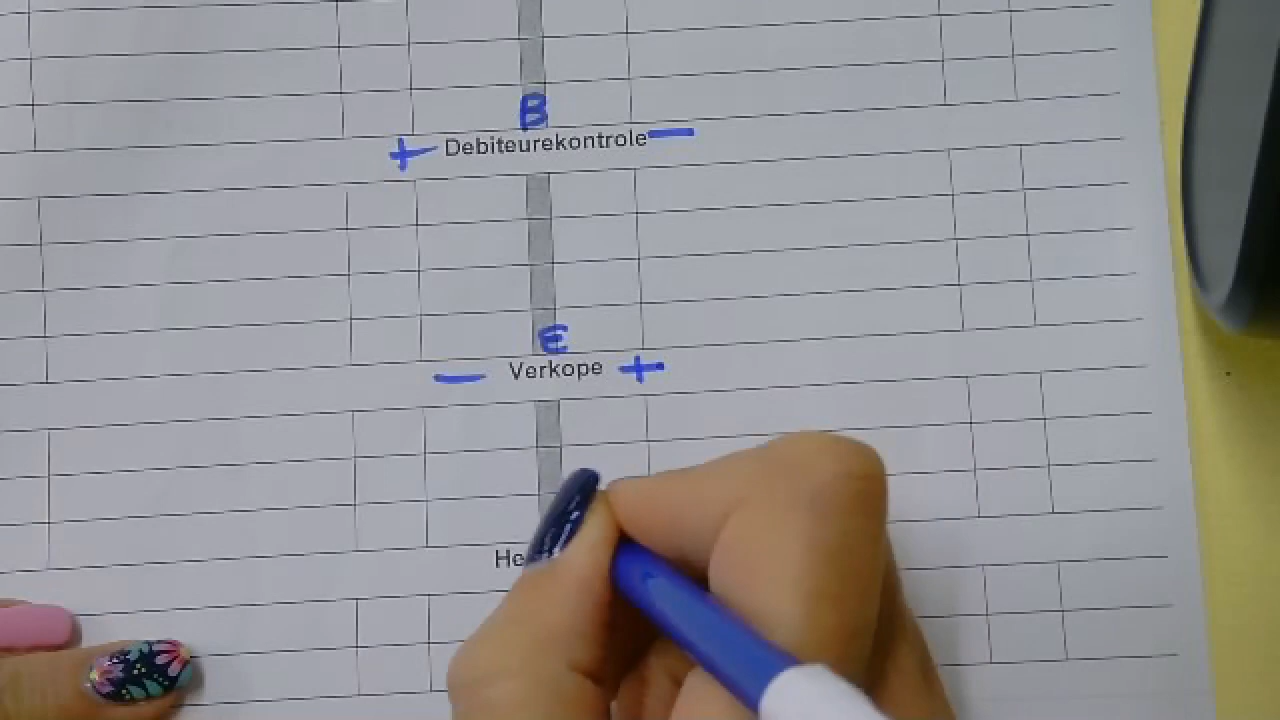 B
+ Debiteurekontrole -
E
- Verkope +